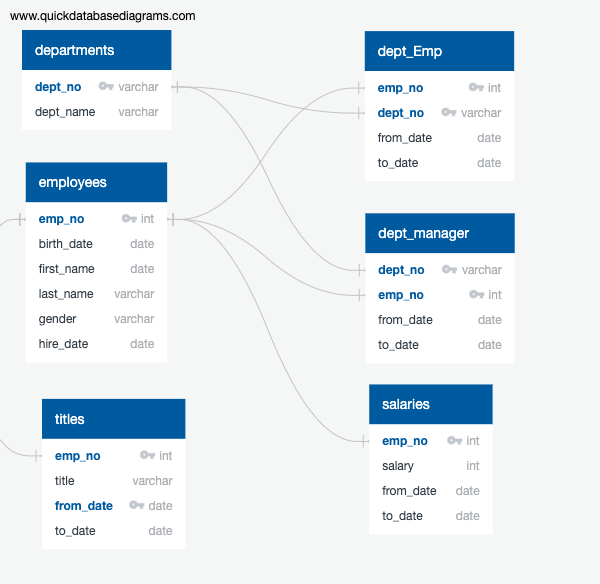 www.quickdatabasediagrams.com
departments
dept_no varchar
dept_name varchar
employees
emp_no int
birth_date date
first_name date
last_name varchar
gender varchar
hire_date date
titles
emp_no int
title varchar
from_date date
to_date date
dept_Emp
emp_no int
dept_no varchar
from_date date
to_date date
dept_manager
dept_no varchar
emp_no int
from_date date
to_date date
salaries
emp_no int
salary int
from_date date
to_date date